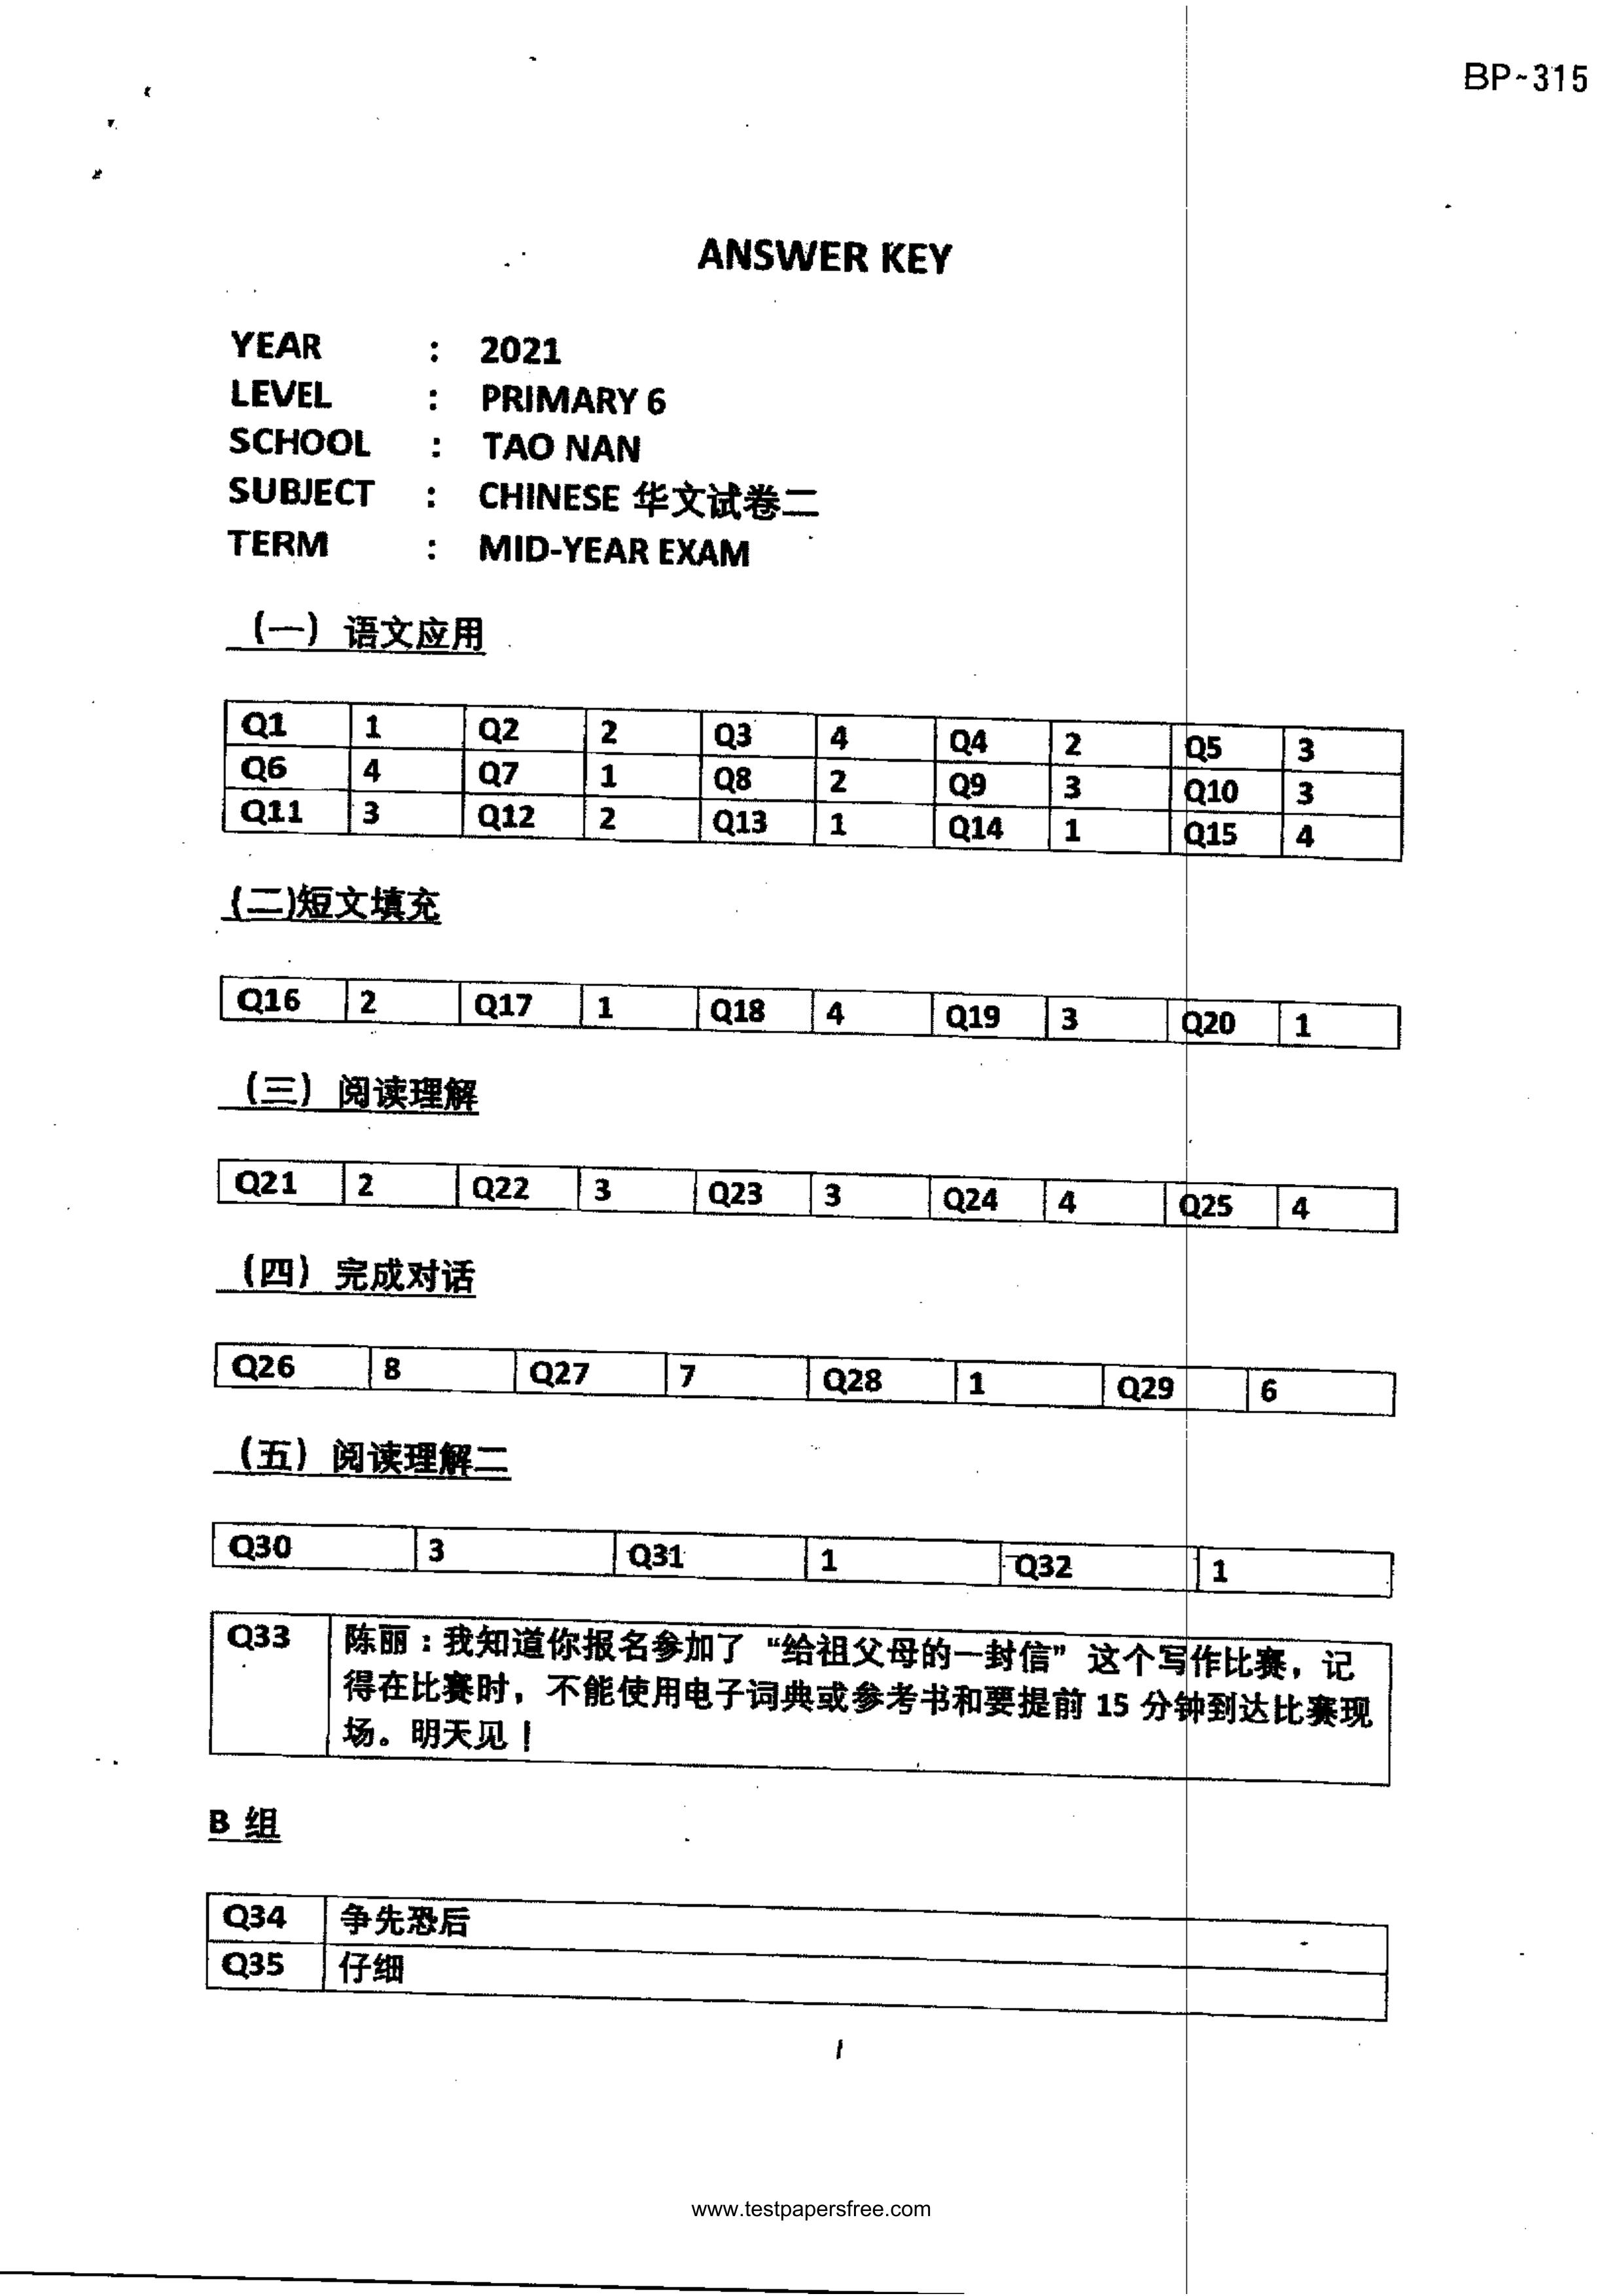 BP~315
ANSWER KEY
YEAR : 2021
LEVEL : PRIMARY 6
SCHOOL : TAO NAN
SUBJECT : CHINESE 华文试卷二
TERM : MID-YEAR EXAM
（一）语文应用
Q1 1 Q2 2 Q3 4 Q4 2 Q5 3
Q6 4 Q7 1 Q8 2 Q9 3 Q10 3
Q11 3 Q12 2 Q13 1 Q14 1 Q15 4
(二)短文填充
Q16 2 Q17 1 Q18 4 Q19 3 Q20 1
（三）阅读理解
Q21 2 Q22 3 Q23 3 Q24 4 Q25 4
（四）完成对话
Q26 8 Q27 7 Q28 1 Q29 6
（五）阅读理解二
Q30 3 Q31 1 Q32 1
Q33 陈丽：我知道你报名参加了“给祖父母的一封信”这个写作比赛，记
得在比赛时，不能使用电子词典或参考书和要提前 15 分钟到达比赛现
场。明天见！
B 组
Q34 争先恐后
Q35 仔细
1
www.testpapersfree.com